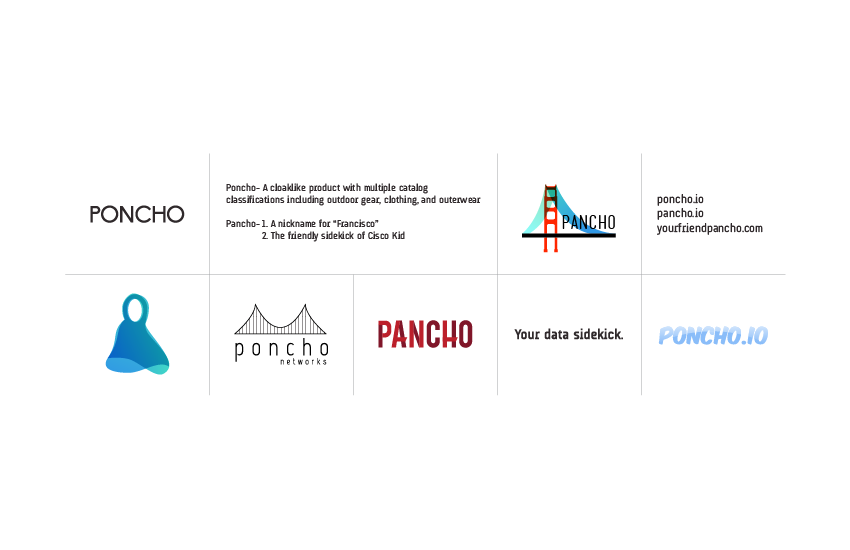 PONCHO
Poncho- A cloaklike product with multiple catalog
classifications including outdoor gear, clothing, and outerwear
Pancho- 1. A nickname for “Francisco”
2. The friendly sidekick of Cisco Kid
PANCHO
poncho.io
pancho.io
yourfriendpancho.com
poncho
networks
PANCHO
Your data sidekick.
PONCHO.IO